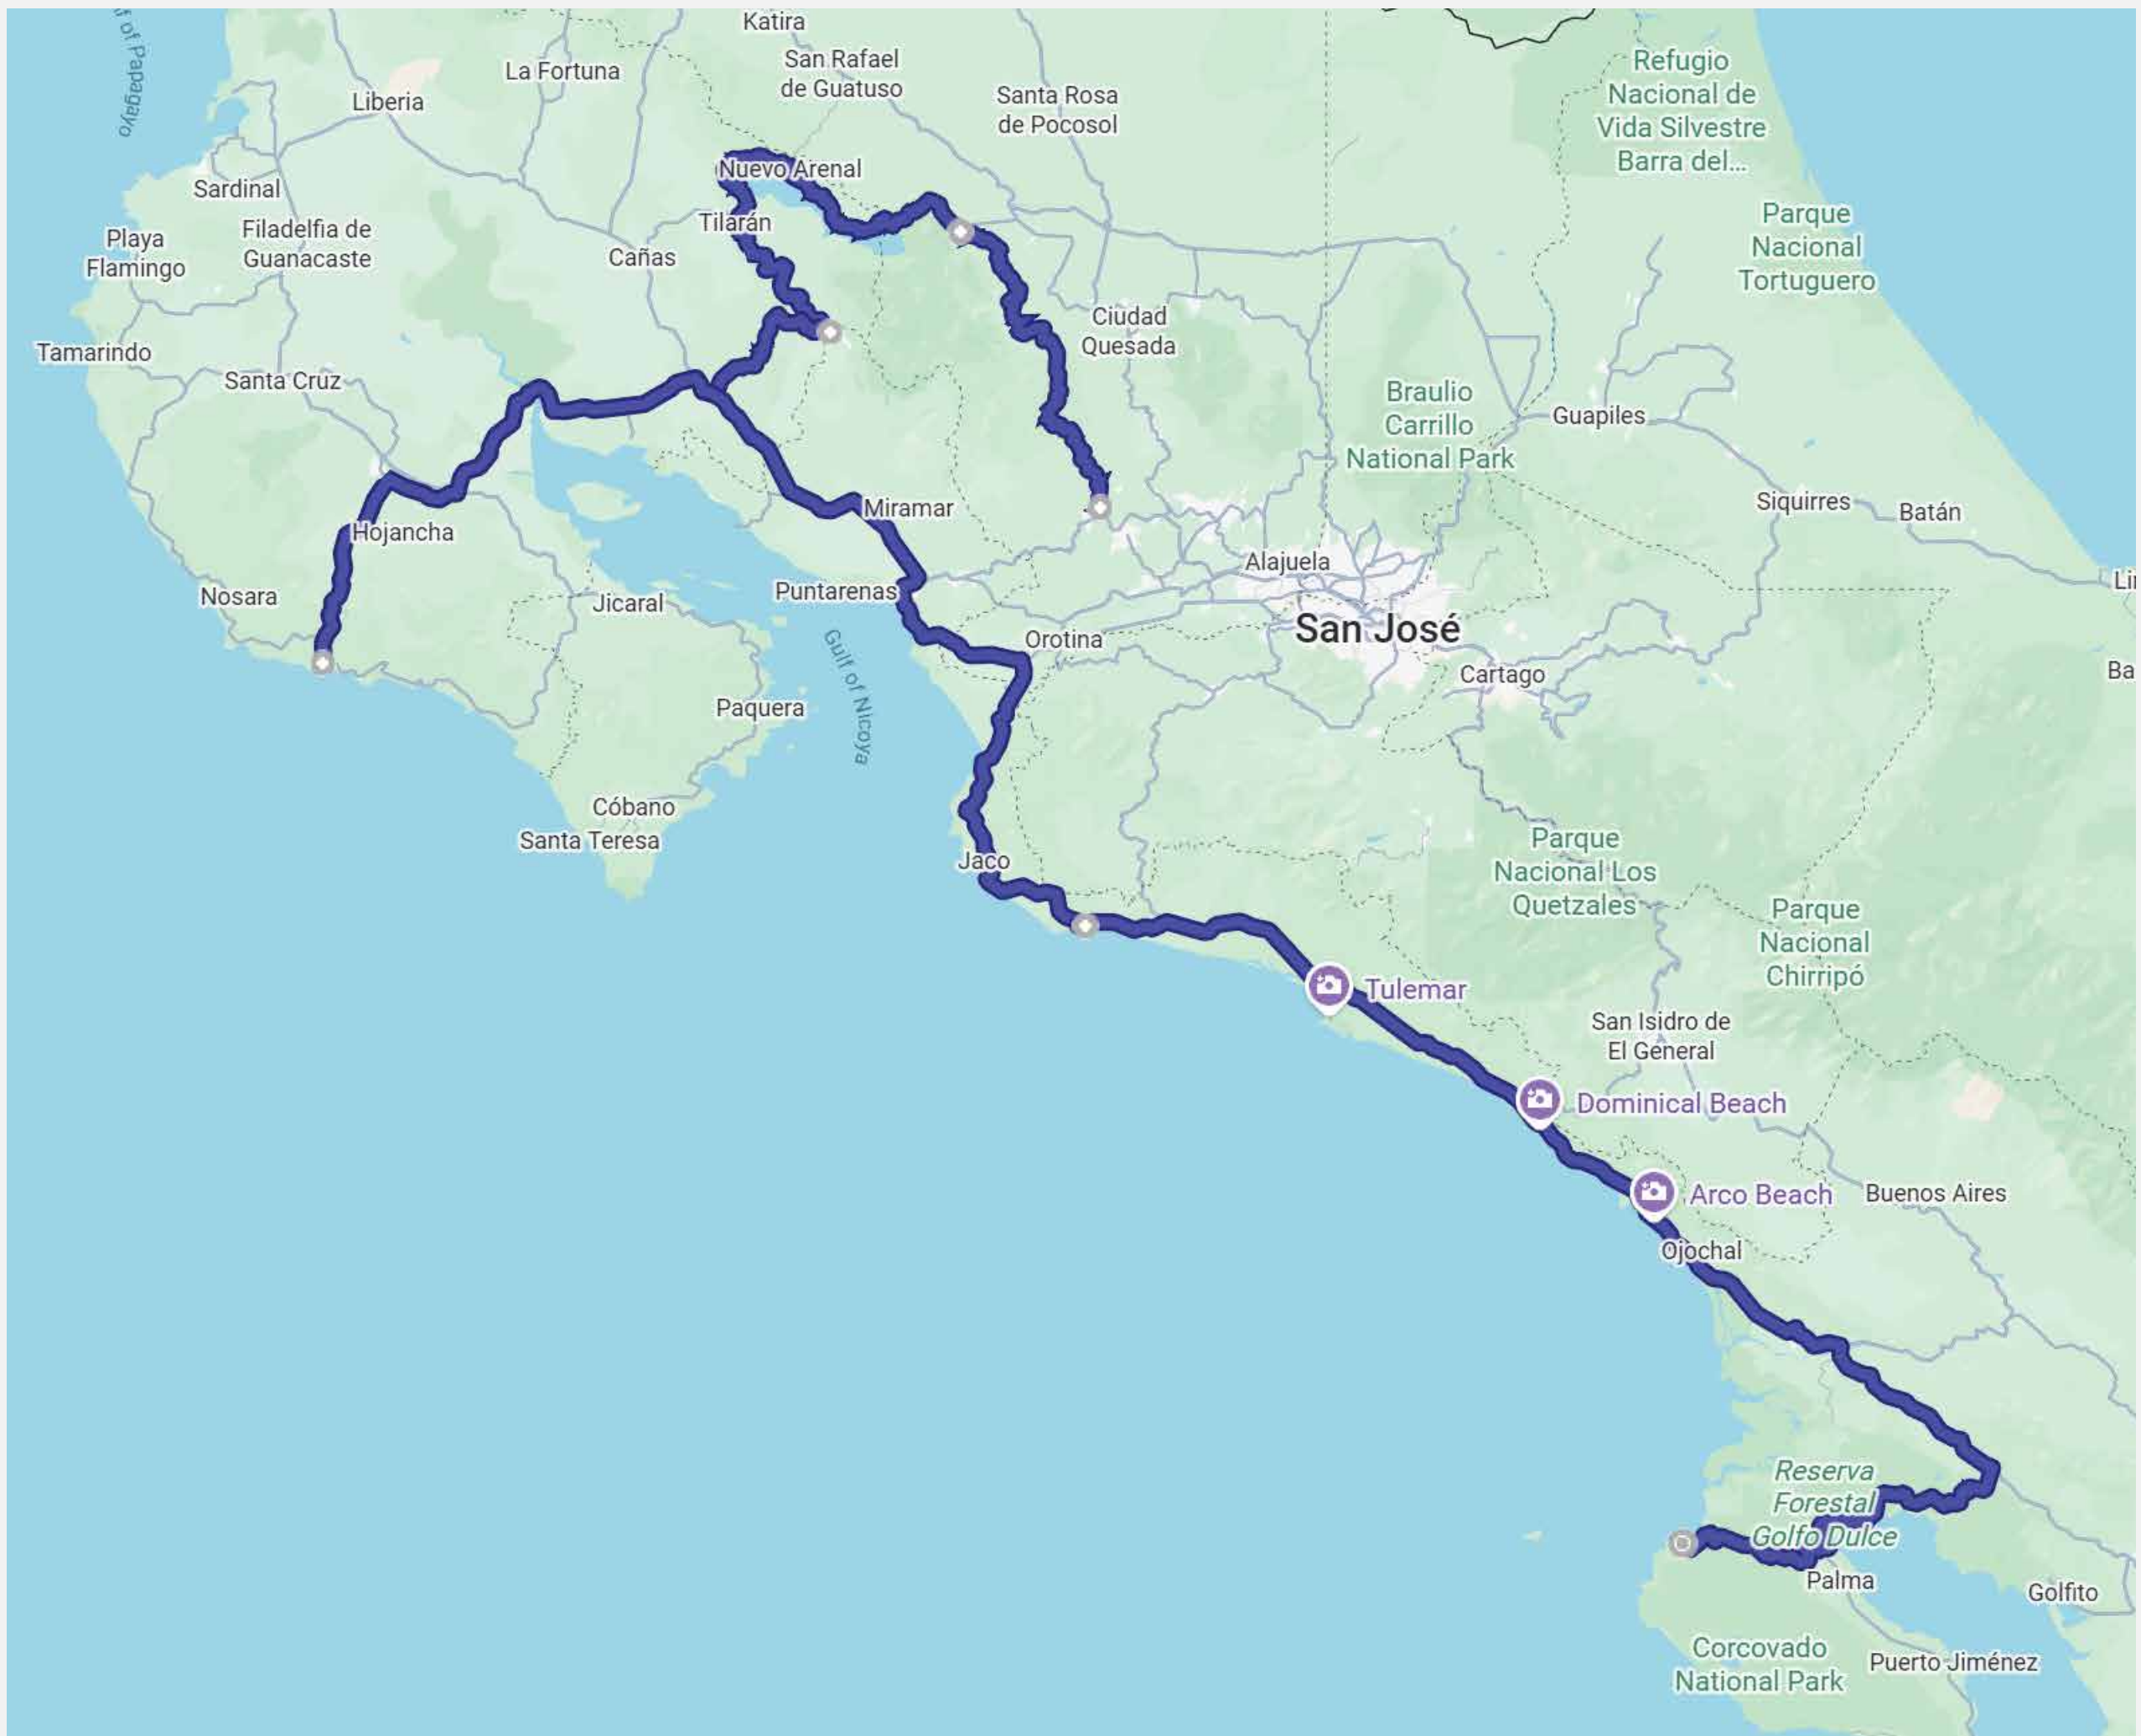 f of Papagayo
Katira
La Fortuna
San Rafael
de Guatuso
Liberia
Santa Rosa
de Pocosol
Refugio
Nacional de
Vida Silvestre
Barra del...
Nuevo Arenal
Sardinal
Tilarán
Parque
Nacional
Tortuguero
Playa
Flamingo
Filadelfia de
Guanacaste
Cañas
Ciudad
Quesada
Tamarindo
Santa Cruz
Braulio
Carrillo
National Park
Guapiles
Miramar
Siquirres
Batán
Hojancha
Alajuela
Nosara
Jicaral
Puntarenas
Lir
San José
Orotina
Gulf of Nicoya
Cartago
Ba
Paquera
Cóbano
Santa Teresa
Jaco
Parque
Nacional Los
Quetzales
Parque
Nacional
Chirripó
Tulemar
San Isidro de
El General
Dominical Beach
Arco Beach
Buenos Aires
Ojochal
Reserva
Forestal
Golfo Dulce
Palma
Golfito
Corcovado
National Park
Puerto Jiménez